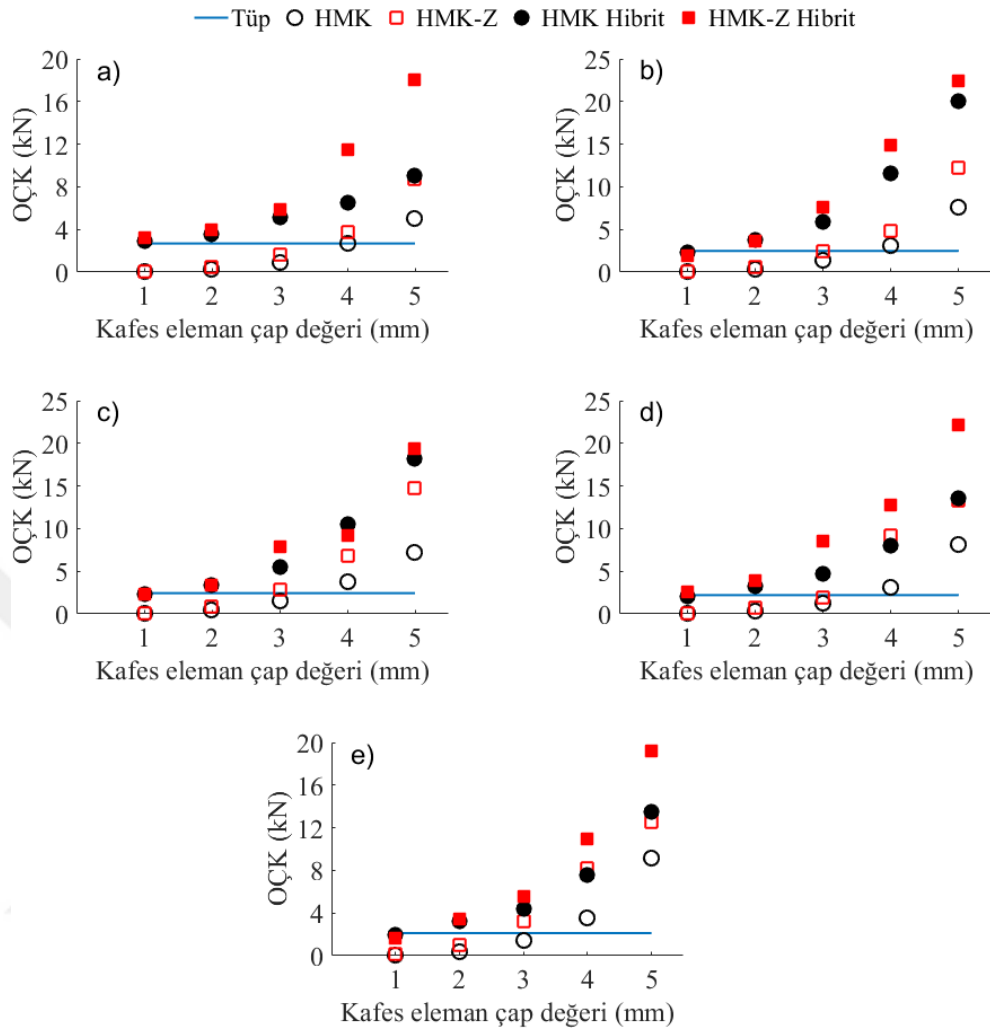 Tüp HMK HMK-Z HMK Hibrit HMK-Z Hibrit
a)
OÇK (kN)
20
16
12
8
4
0
1 2 3 4 5
Kafes eleman çap değeri (mm)
b)
OÇK (kN)
25
20
15
10
5
0
1 2 3 4 5
Kafes eleman çap değeri (mm)
c)
OÇK (kN)
25
20
15
10
5
0
1 2 3 4 5
Kafes eleman çap değeri (mm)
d)
OÇK (kN)
25
20
15
10
5
0
1 2 3 4 5
Kafes eleman çap değeri (mm)
e)
OÇK (kN)
20
16
12
8
4
0
1 2 3 4 5
Kafes eleman çap değeri (mm)